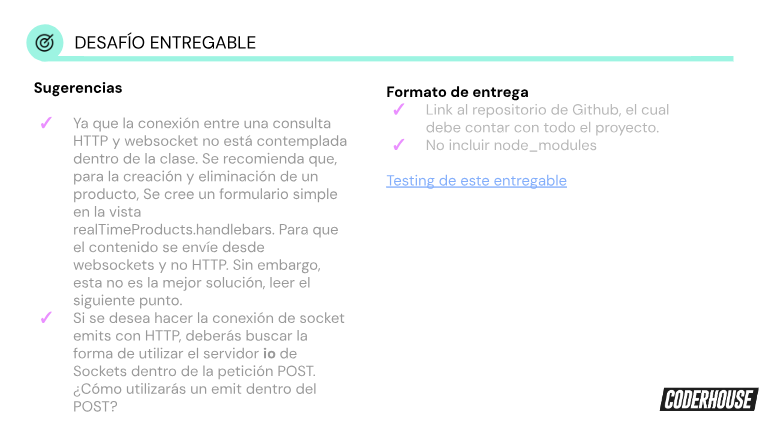 DESAFÍO ENTREGABLE
Sugerencias
Ya que la conexión entre una consulta
HTTP y websocket no está contemplada
dentro de la clase. Se recomienda que,
para la creación y eliminación de un
producto, Se cree un formulario simple
en la vista
realTimeProducts.handlebars. Para que
el contenido se envíe desde
websockets y no HTTP. Sin embargo,
esta no es la mejor solución, leer el
siguiente punto.
Si se desea hacer la conexión de socket
emits con HTTP, deberás buscar la
forma de utilizar el servidor io de
Sockets dentro de la petición POST.
¿Cómo utilizarás un emit dentro del
POST?
Formato de entrega
Link al repositorio de Github, el cual
debe contar con todo el proyecto.
No incluir node_modules
Testing de este entregable
CODERHOUSE